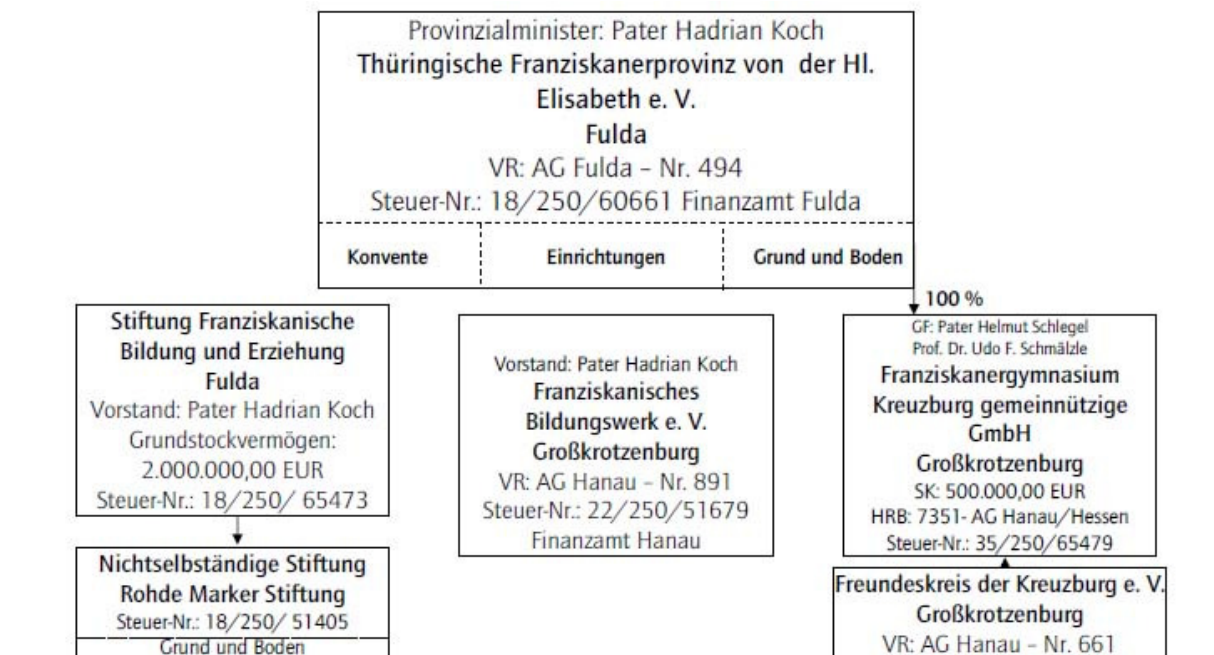 Provinzialminister: Pater Hadrian Koch
Thüringische Franziskanerprovinz von der Hl.
Elisabeth e. V.
Fulda
VR: AG Fulda – Nr. 494
Steuer-Nr.: 18/250/60661 Finanzamt Fulda
Konvente
Einrichtungen
Grund und Boden
100 %
Stiftung Franziskanische
Bildung und Erziehung
Fulda
Vorstand: Pater Hadrian Koch
Grundstockvermögen:
2.000.000,00 EUR
Steuer-Nr.: 18/250/ 65473
Nichtselbständige Stiftung
Rohde Marker Stiftung
Steuer-Nr.: 18/250/ 51405
Grund und Boden
Vorstand: Pater Hadrian Koch
Franziskanisches
Bildungswerk e. V.
Großkrotzenburg
VR: AG Hanau – Nr. 891
Steuer-Nr.: 22/250/51679
Finanzamt Hanau
GF: Pater Helmut Schlegel
Prof. Dr. Udo F. Schmälzle
Franziskanergymnasium
Kreuzburg gemeinnützige
GmbH
Großkrotzenburg
SK: 500.000,00 EUR
HRB: 7351- AG Hanau/Hessen
Steuer-Nr.: 35/250/65479
Freundeskreis der Kreuzburg e. V.
Großkrotzenburg
VR: AG Hanau – Nr. 661